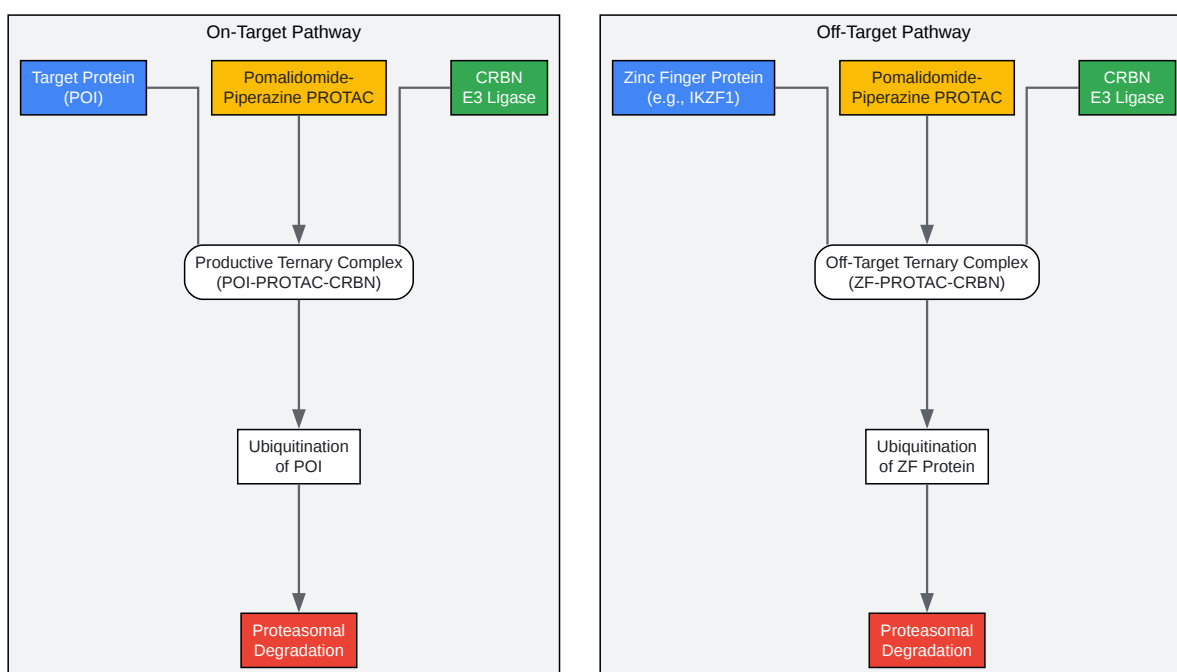 On-Target Pathway
Target Protein
(POI)
Pomalidomide-
Piperazine PROTAC
CRBN
E3 Ligase
Productive Ternary Complex
(POI-PROTAC-CRBN)
Ubiquitination
of POI
Proteasomal
Degradation
Off-Target Pathway
Zinc Finger Protein
(e.g., IKZF1)
Pomalidomide-
Piperazine PROTAC
CRBN
E3 Ligase
Off-Target Ternary Complex
(ZF-PROTAC-CRBN)
Ubiquitination
of ZF Protein
Proteasomal
Degradation